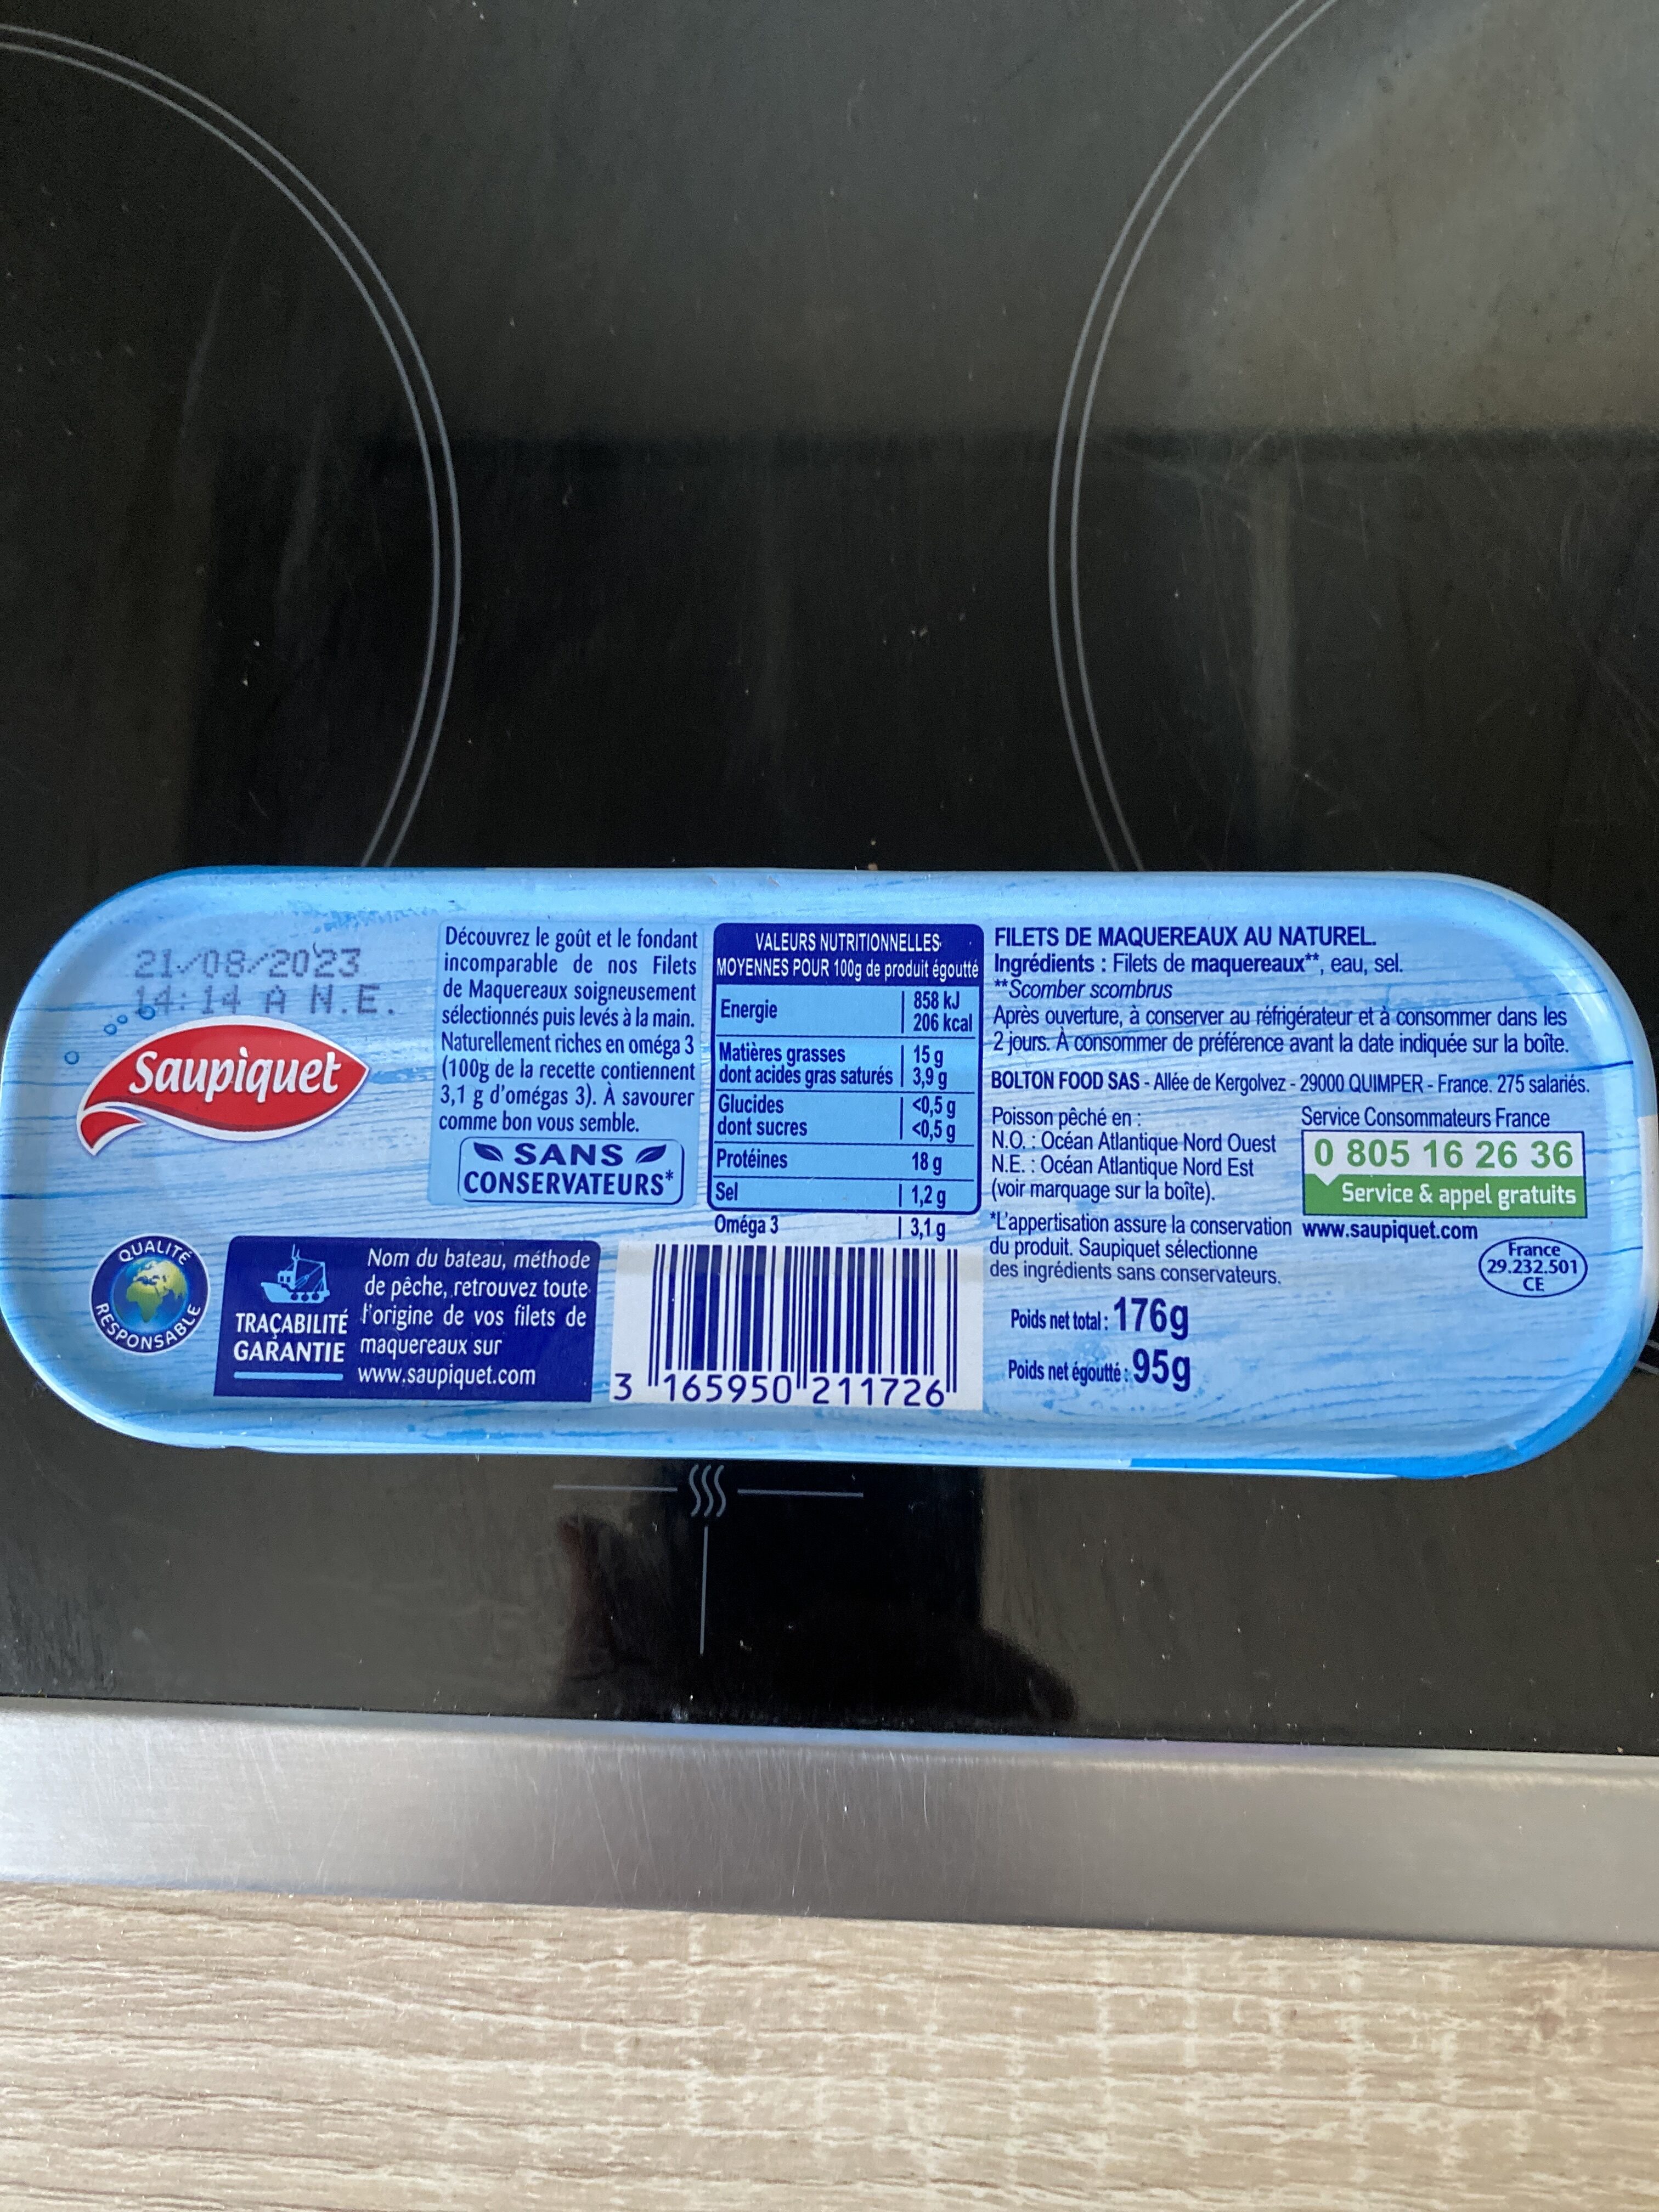 21/08/2023
14:14 A N.E.
Saupiquet
QUALITÉ
RESPONSABLE
TRAÇABILITÉ
GARANTIE
Nom du bateau, méthode
de pêche, retrouvez toute
l'origine de vos filets de
maquereaux sur
www.saupiquet.com
Découvrez le goût et le fondant
incomparable de nos Filets
de Maquereaux soigneusement
sélectionnés puis levés à la main.
Naturellement riches en oméga 3
(100g de la recette contiennent
3,1 g d'omégas 3). À savourer
comme bon vous semble.
SANS
CONSERVATEURS*
VALEURS NUTRITIONNELLES
MOYENNES POUR 100g de produit égoutté
Energie 858 kJ
206 kcal
Matières grasses 15 g
dont acides gras saturés 3,9 g
Glucides <0,5 g
dont sucres <0,5 g
Protéines 18 g
Sel 1,2 g
Oméga 3 3,1 g
3 165950 211726
FILETS DE MAQUEREAUX AU NATUREL.
Ingrédients : Filets de maquereaux**, eau, sel.
**Scomber scombrus
Après ouverture, à conserver au réfrigérateur et à consommer dans les
2 jours. À consommer de préférence avant la date indiquée sur la boîte.
BOLTON FOOD SAS - Allée de Kergolvez - 29000 QUIMPER - France. 275 salariés.
Poisson pêché en :
N.O. : Océan Atlantique Nord Ouest
N.E. : Océan Atlantique Nord Est
(voir marquage sur la boîte).
*L'appertisation assure la conservation
du produit. Saupiquet sélectionne
des ingrédients sans conservateurs.
Service Consommateurs France
0 805 16 26 36
Service & appel gratuits
www.saupiquet.com
France
29.232.501
CE
Poids net total : 176g
Poids net égoutté : 95g